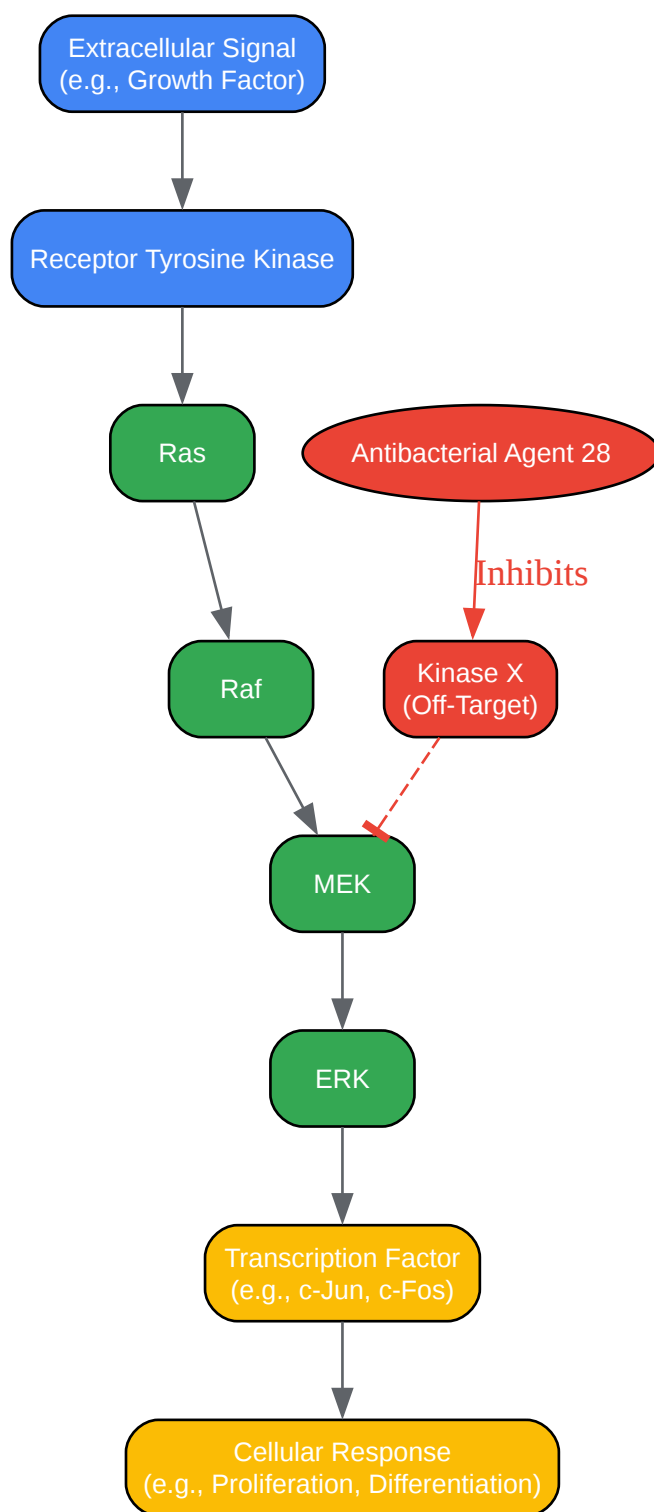 Extracellular Signal
(e.g., Growth Factor)
Receptor Tyrosine Kinase
Ras
Antibacterial Agent 28
Inhibits
Raf
Kinase X
(Off-Target)
MEK
ERK
Transcription Factor
(e.g., c-Jun, c-Fos)
Cellular Response
(e.g., Proliferation, Differentiation)